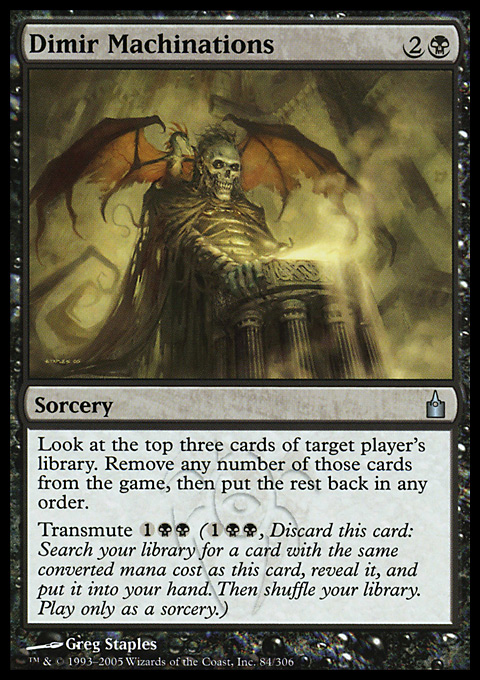 Dimir Machinations 2
Sorcery
Look at the top three cards of target player's
library. Remove any number of those cards
from the game, then put the rest back in any
order.
Transmute 1 (1, Discard this card:
Search your library for a card with the same
converted mana cost as this card, reveal it, and
put it into your hand. Then shuffle your library.
Play only as a sorcery.)
Greg Staples
™ & © 1993–2005 Wizards of the Coast, Inc. 84/306